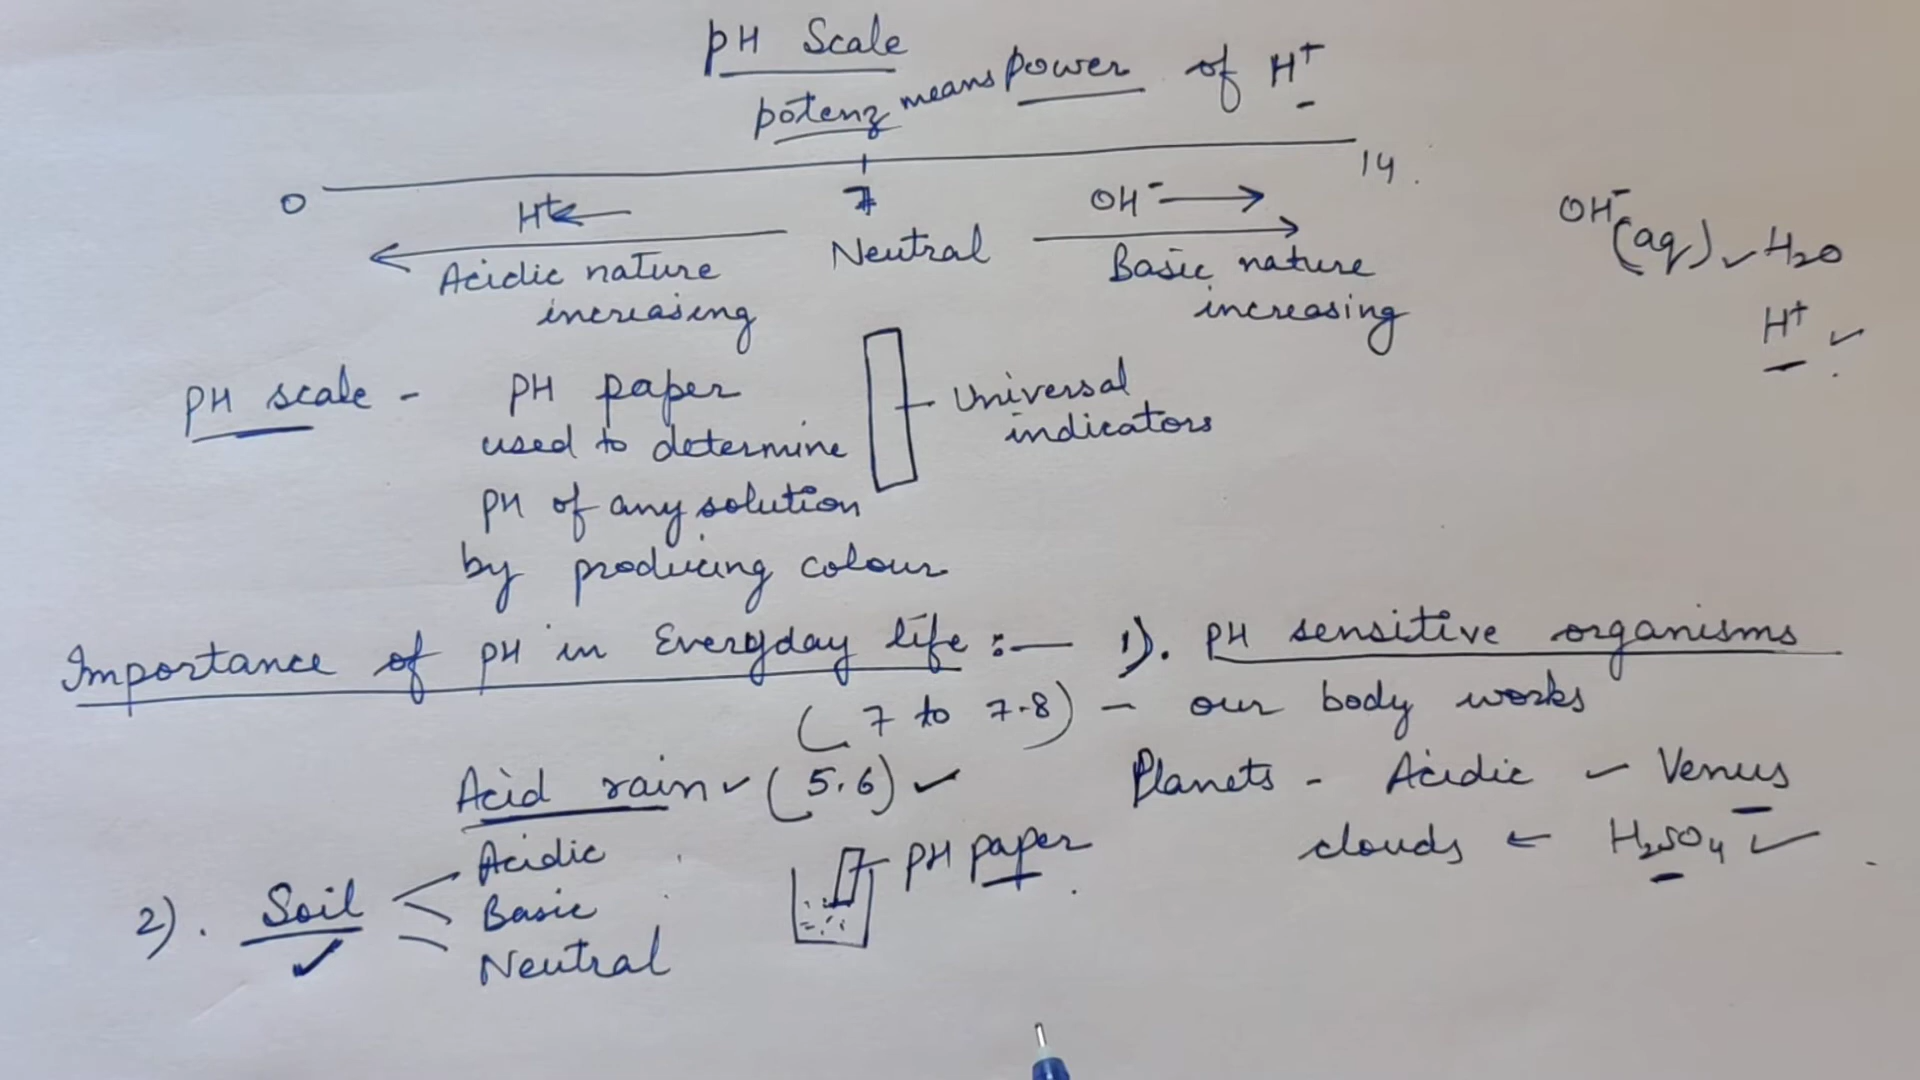 pH Scale
potenz means power of H⁺
0 7 14
H⁺ ← OH⁻ →
Neutral
Acidic nature increasing
Basic nature increasing
OH⁻(aq) ✓ H₂O
H⁺ ✓
pH scale - pH paper
used to determine
pH of any solution
by producing colour
Universal
indicators
Importance of pH in Everyday life :— 1). pH sensitive organisms
(7 to 7.8) – our body works
Acid rain ✓ (5.6) ✓
Planets - Acidic – Venus
clouds ← H₂SO₄ ✓
2). Soil ✓
Acidic
Basic
Neutral
pH paper